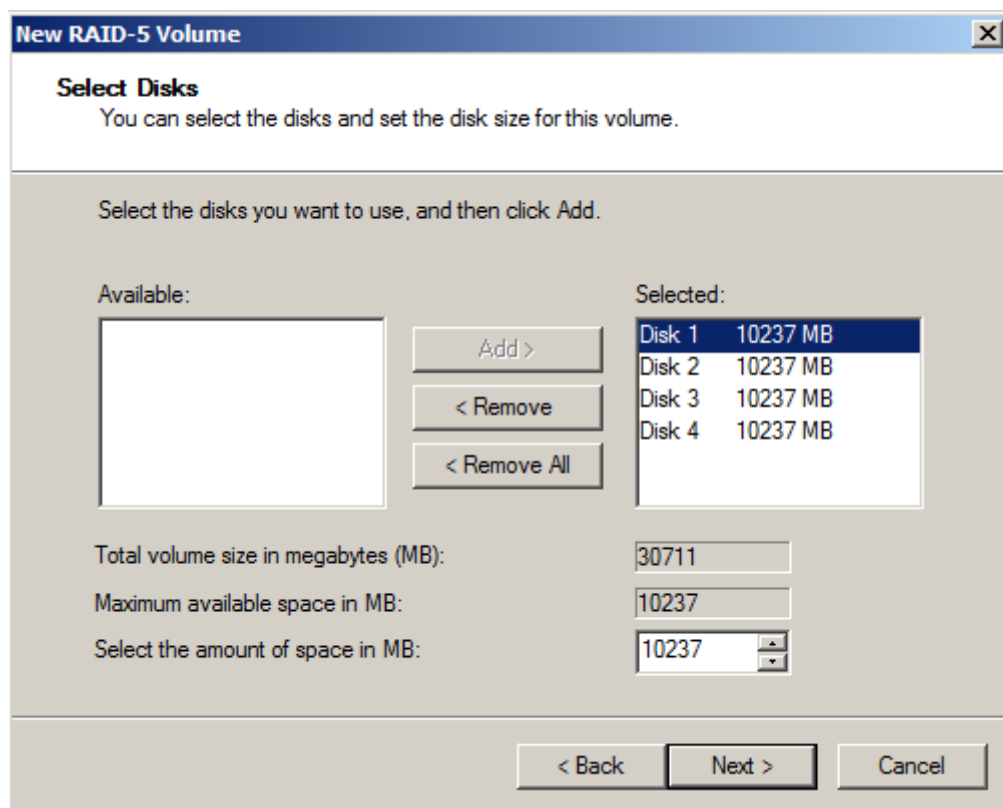 New RAID-5 Volume
Select Disks
You can select the disks and set the disk size for this volume.
Select the disks you want to use, and then click Add.
Available:
Selected:
Add >
< Remove
< Remove All
Disk 1 10237 MB
Disk 2 10237 MB
Disk 3 10237 MB
Disk 4 10237 MB
Total volume size in megabytes (MB): 30711
Maximum available space in MB: 10237
Select the amount of space in MB: 10237
< Back Next > Cancel